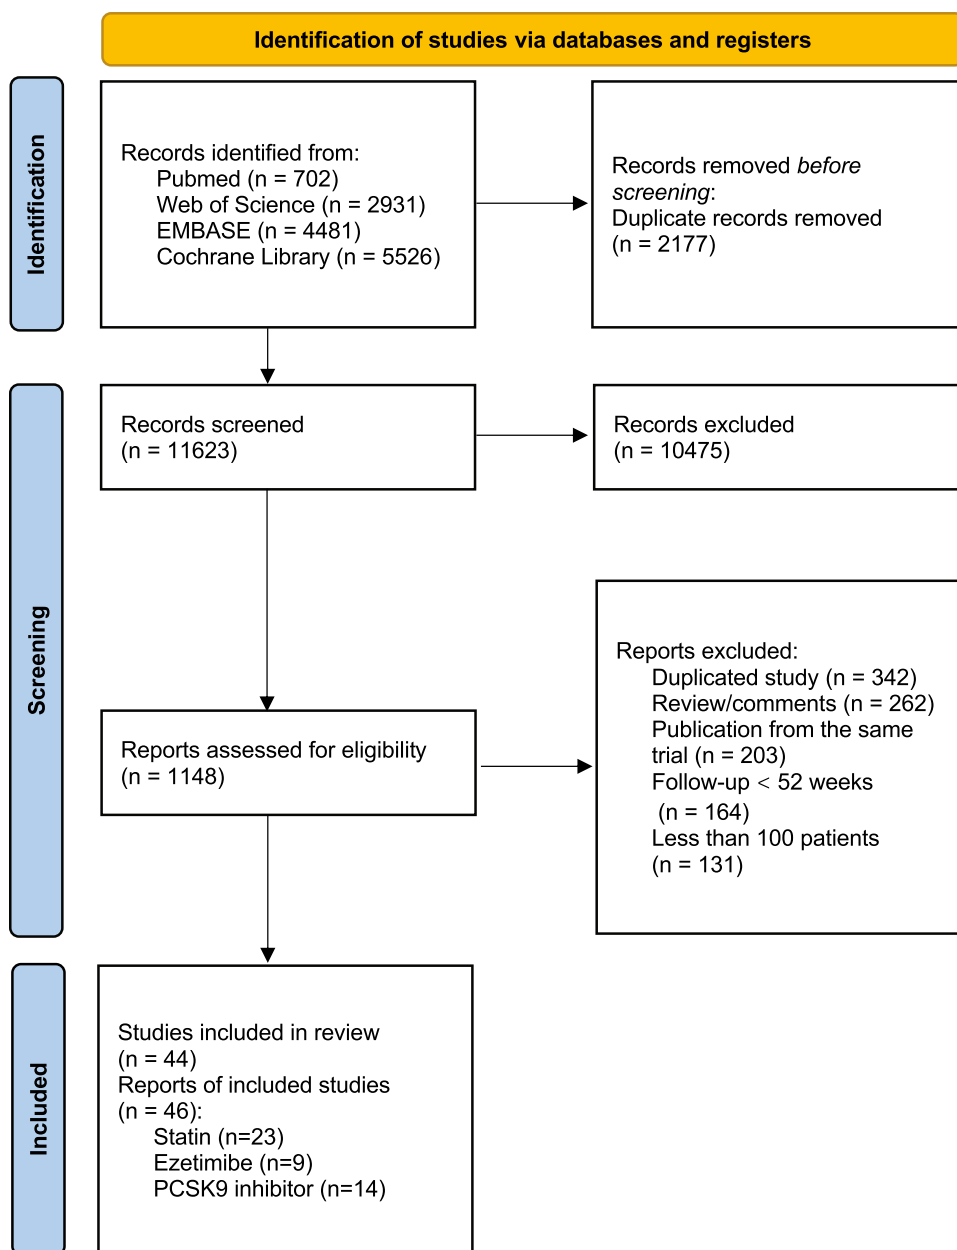 Identification of studies via databases and registers
Identification
Records identified from:
Pubmed (n = 702)
Web of Science (n = 2931)
EMBASE (n = 4481)
Cochrane Library (n = 5526)
Records removed before
screening:
Duplicate records removed
(n = 2177)
Screening
Records screened
(n = 11623)
Records excluded
(n = 10475)
Reports assessed for eligibility
(n = 1148)
Reports excluded:
Duplicated study (n = 342)
Review/comments (n = 262)
Publication from the same
trial (n = 203)
Follow-up < 52 weeks
(n = 164)
Less than 100 patients
(n = 131)
Included
Studies included in review
(n = 44)
Reports of included studies
(n = 46):
Statin (n=23)
Ezetimibe (n=9)
PCSK9 inhibitor (n=14)